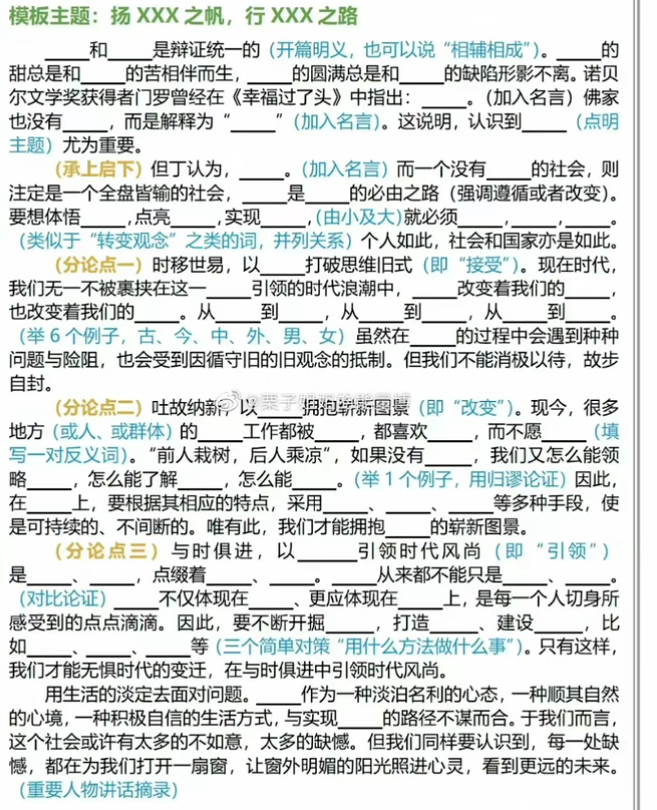 模板主题：扬 XXX 之帆，行 XXX 之路
____和____是辩证统一的（开篇明义，也可以说“相辅相成”）。____的
甜总是和____的苦相伴而生，____的圆满总是和____的缺陷形影不离。诺贝
尔文学奖获得者门罗曾经在《幸福过了头》中指出：____。（加入名言）佛家
也没有____，而是解释为“____”（加入名言）。这说明，认识到____（点明
主题）尤为重要。
（承上启下）但丁认为，____。（加入名言）而一个没有____的社会，则
注定是一个全盘皆输的社会，____是____的必由之路（强调遵循或者改变）。
要想体悟____,点亮____,实现____,（由小及大)就必须____,____,____。
（类似于“转变观念”之类的词，并列关系）个人如此，社会和国家亦是如此。
（分论点一）时移世易，以____打破思维旧式（即“接受”）。现在时代，
我们无一不被裹挟在这一____引领的时代浪潮中，____改变着我们的____，
也改变着我们的____。从____到____，从____到____，从____到____。
（举 6 个例子，古、今、中、外、男、女）虽然在____的过程中会遇到种种
问题与险阻，也会受到因循守旧的旧观念的抵制。但我们不能消极以待，故步
自封。
（分论点二）吐故纳新，以____拥抱崭新图景（即“改变”）。现今，很多
地方（或人、或群体）的____工作都被____，都喜欢____，而不愿____（填
写一对反义词）。“前人栽树，后人乘凉”，如果没有____，我们又怎么能领
略____，怎么能了解____，怎么能____。（举 1 个例子，用归谬论证）因此，
在____上，要根据其相应的特点，采用____、____、____等多种手段，使
是可持续的、不间断的。唯有此，我们才能拥抱____的崭新图景。
（分论点三）与时俱进，以____引领时代风尚（即“引领”）
是____、____，点缀着____、____。____从来都不能只是____、____。
（对比论证）____不仅体现在____、更应体现在____上，是每一个人切身所
感受到的点点滴滴。因此，要不断开掘____，打造____、建设____，比
如____、____、____等（三个简单对策“用什么方法做什么事”）。只有这样，
我们才能无惧时代的变迁，在与时俱进中引领时代风尚。
用生活的淡定去面对问题。____作为一种淡泊名利的心态，一种顺其自然
的心境，一种积极自信的生活方式，与实现____的路径不谋而合。于我们而言，
这个社会或许有太多的不如意，太多的缺憾。但我们同样要认识到，每一处缺
憾，都在为我们打开一扇窗，让窗外明媚的阳光照进心灵，看到更远的未来。
（重要人物讲话摘录）